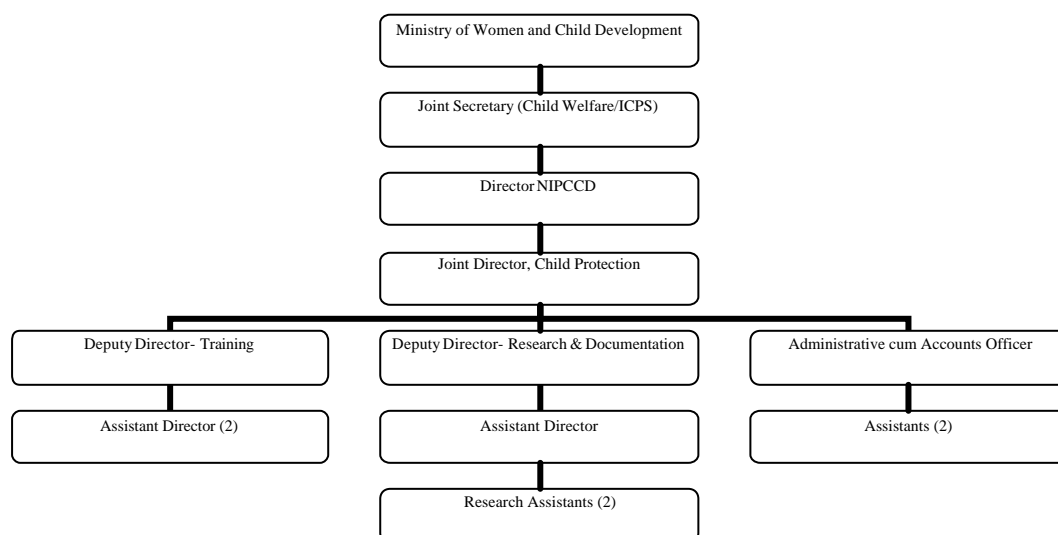 Ministry of Women and Child Development
Joint Secretary (Child Welfare/ICPS)
Director NIPCCD
Joint Director, Child Protection
Deputy Director- Training
Deputy Director- Research & Documentation
Administrative cum Accounts Officer
Assistant Director (2)
Assistant Director
Assistants (2)
Research Assistants (2)